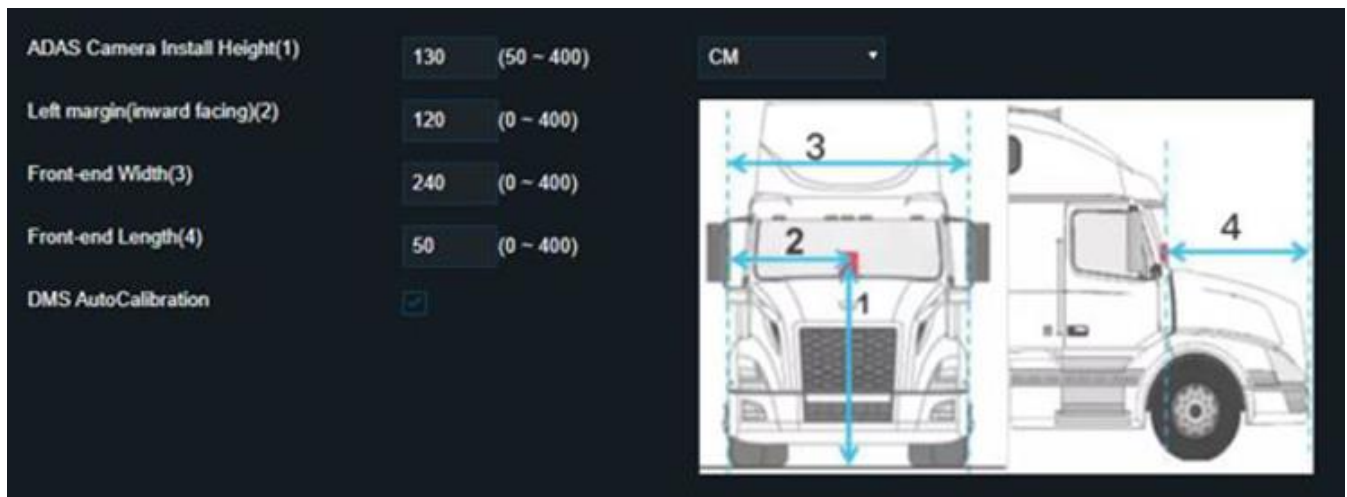 ADAS Camera Install Height(1) 130 (50 ~ 400) CM
Left margin(inward facing)(2) 120 (0 ~ 400)
Front-end Width(3) 240 (0 ~ 400)
Front-end Length(4) 50 (0 ~ 400)
DMS AutoCalibration
3
2
4
1